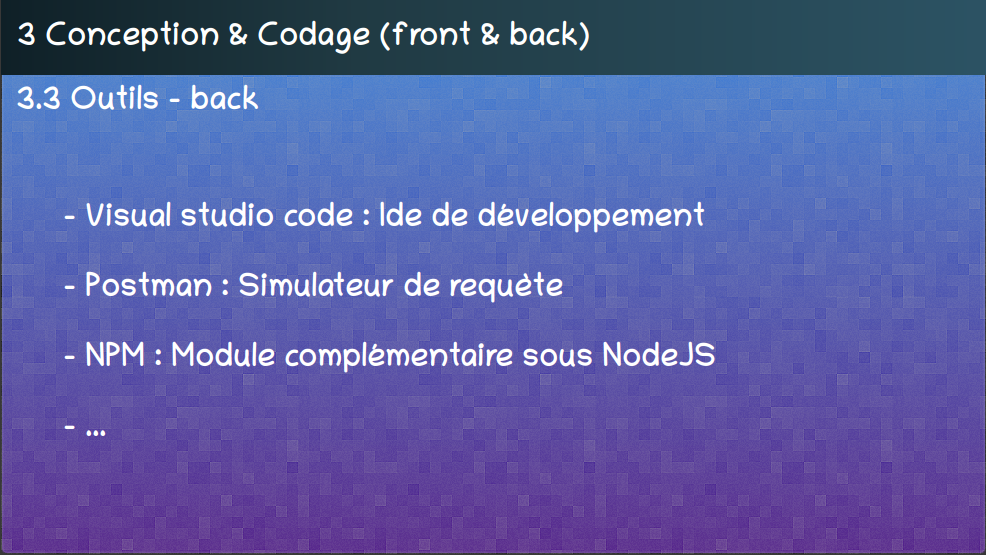 3 Conception & Codage (front & back)
3.3 Outils - back
- Visual studio code : Ide de développement
- Postman : Simulateur de requète
- NPM : Module complémentaire sous NodeJS
- ...